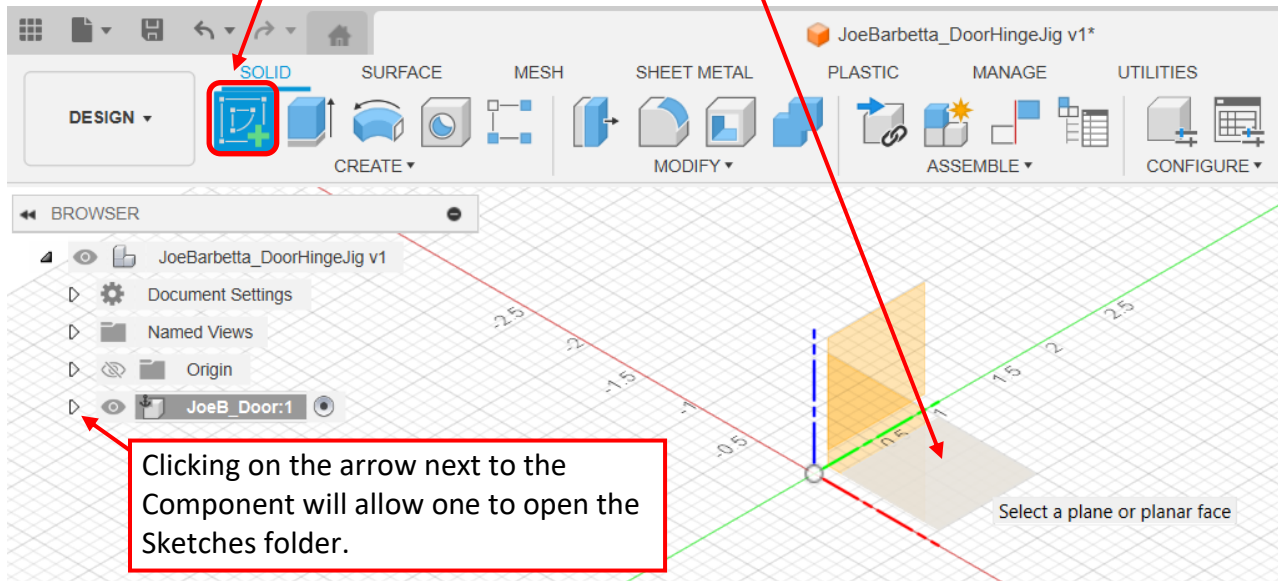 JoeBarbetta_DoorHingeJig v1*
SOLID SURFACE MESH SHEET METAL PLASTIC MANAGE UTILITIES
DESIGN
CREATE MODIFY ASSEMBLE CONFIGURE
BROWSER
JoeBarbetta_DoorHingeJig v1
Document Settings
Named Views
Origin
JoeB_Door:1
-2.5
-2
-1.5
-1
-0.5
2.5
2
1.5
1
0.5
Clicking on the arrow next to the
Component will allow one to open the
Sketches folder.
Select a plane or planar face